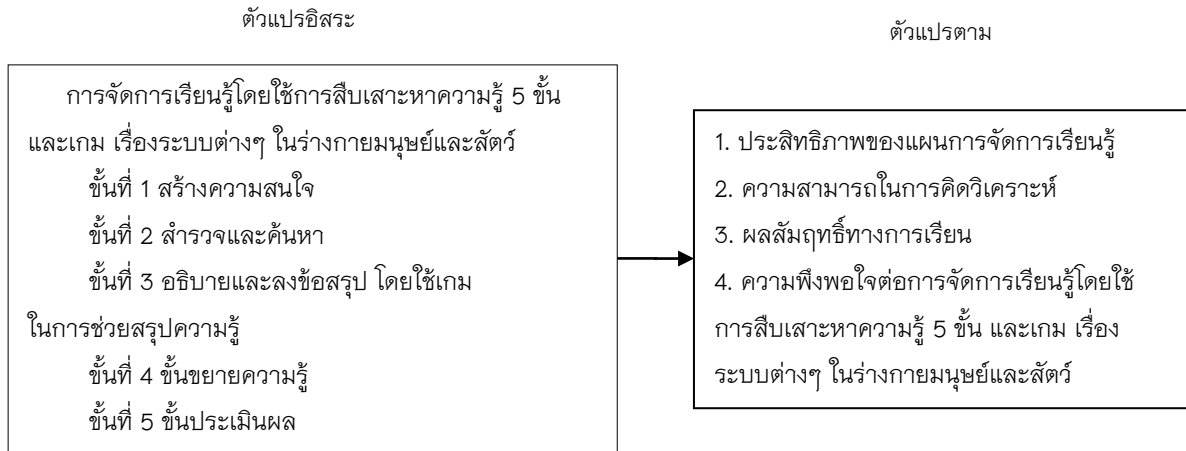 ตัวแปรอิสระ
การจัดการเรียนรู้โดยใช้การสืบเสาะหาความรู้ 5 ขั้น
และเกม เรื่องระบบต่างๆ ในร่างกายมนุษย์และสัตว์
ขั้นที่ 1 สร้างความสนใจ
ขั้นที่ 2 สำรวจและค้นหา
ขั้นที่ 3 อธิบายและลงข้อสรุป โดยใช้เกม
ในการช่วยสรุปความรู้
ขั้นที่ 4 ขั้นขยายความรู้
ขั้นที่ 5 ขั้นประเมินผล
ตัวแปรตาม
1. ประสิทธิภาพของแผนการจัดการเรียนรู้
2. ความสามารถในการคิดวิเคราะห์
3. ผลสัมฤทธิ์ทางการเรียน
4. ความพึงพอใจต่อการจัดการเรียนรู้โดยใช้
การสืบเสาะหาความรู้ 5 ขั้น และเกม เรื่อง
ระบบต่างๆ ในร่างกายมนุษย์และสัตว์